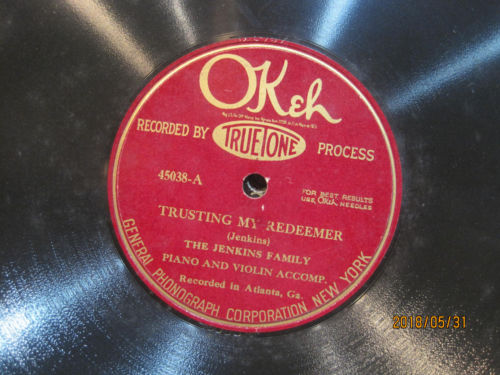 OKeh
RECORDED BY TRUETONE PROCESS
45038-A
FOR BEST RESULTS
USE Okeh NEEDLES
TRUSTING MY REDEEMER
(Jenkins)
THE JENKINS FAMILY
PIANO AND VIOLIN ACCOMP.
Recorded in Atlanta, Ga.
GENERAL PHONOGRAPH CORPORATION NEW YORK
2018/05/31